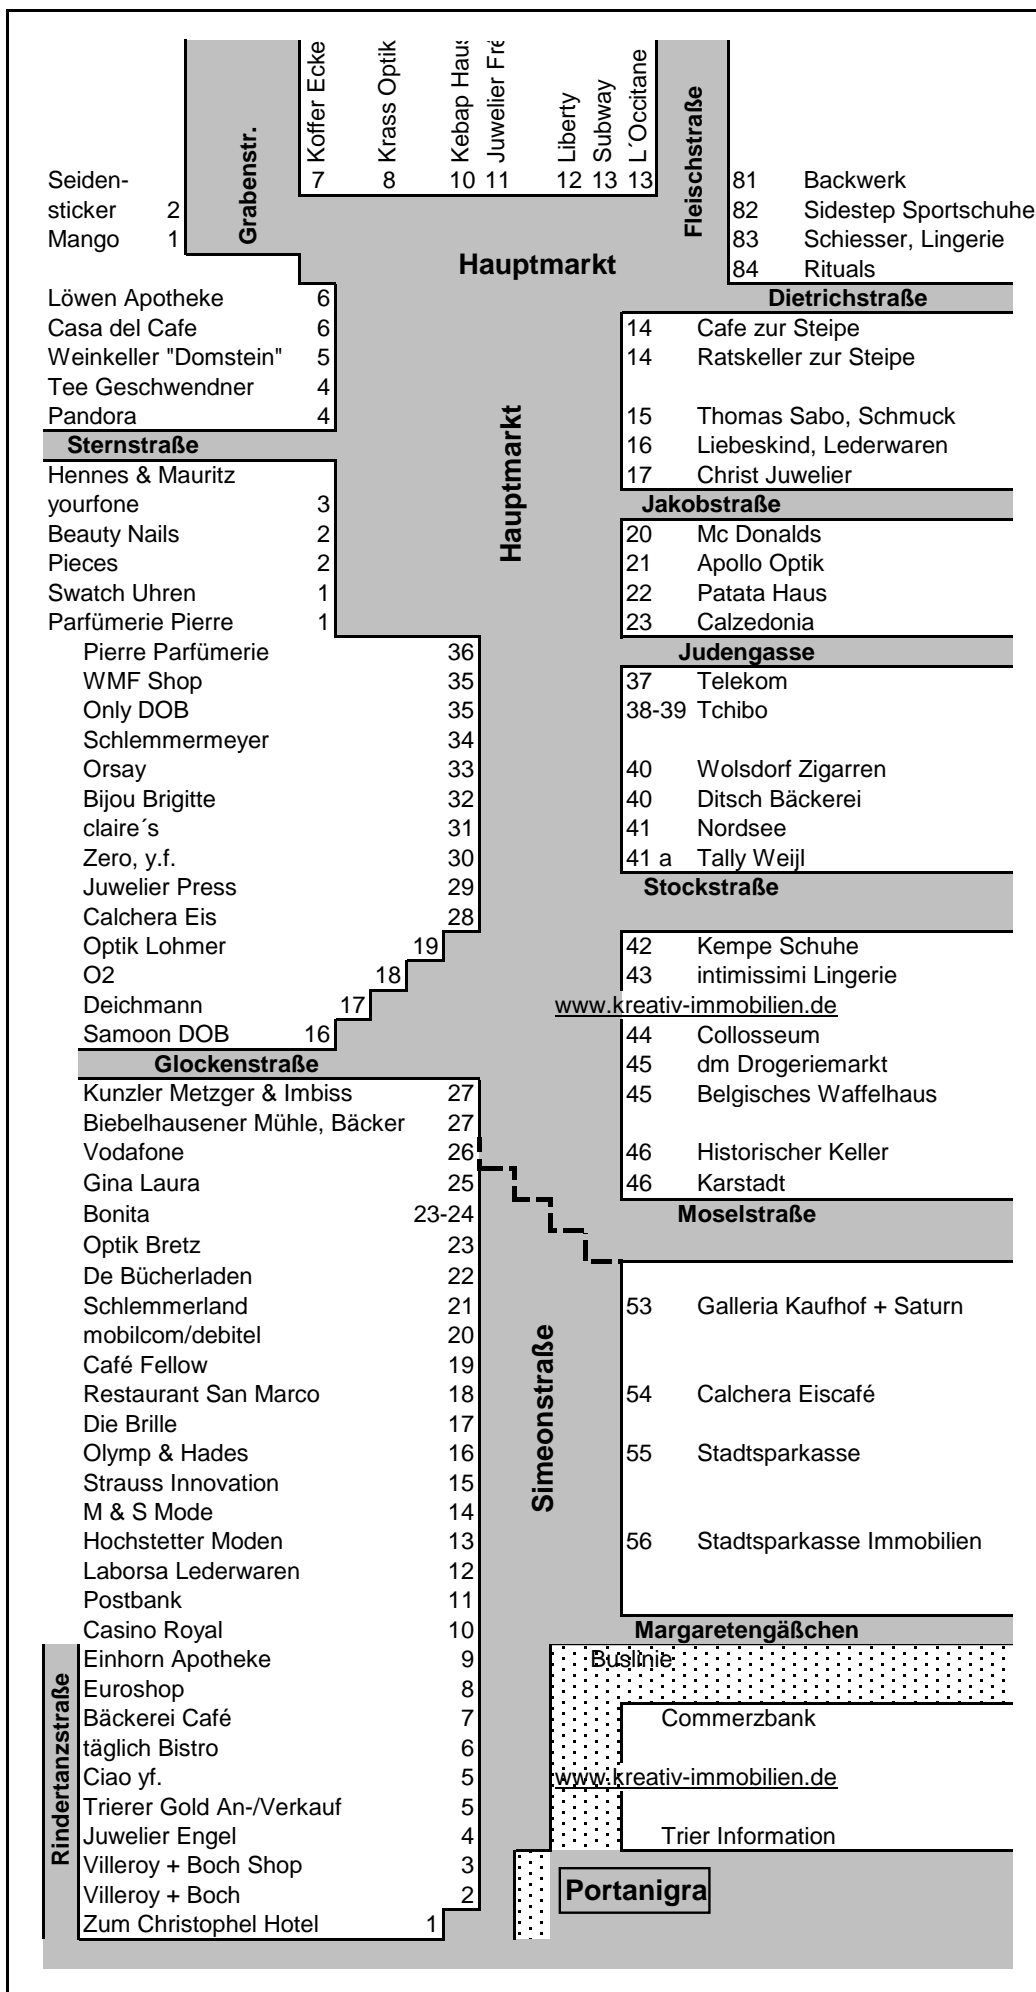 Koffer Ecke
Krass Optik
Kebap Haus
Juwelier Fré
Liberty
Subway
L´Occitane
Grabenstr.
Fleischstraße
7 8 10 11 12 13 13
Seiden-
sticker 2
Mango 1
81 Backwerk
82 Sidestep Sportschuhe
83 Schiesser, Lingerie
84 Rituals
Hauptmarkt
Dietrichstraße
Löwen Apotheke 6
Casa del Cafe 6
Weinkeller "Domstein" 5
Tee Geschwendner 4
Pandora 4
14 Cafe zur Steipe
14 Ratskeller zur Steipe
15 Thomas Sabo, Schmuck
16 Liebeskind, Lederwaren
17 Christ Juwelier
Hauptmarkt
Sternstraße
Jakobstraße
Hennes & Mauritz
yourfone 3
Beauty Nails 2
Pieces 2
Swatch Uhren 1
Parfümerie Pierre 1
20 Mc Donalds
21 Apollo Optik
22 Patata Haus
23 Calzedonia
Judengasse
Pierre Parfümerie 36
WMF Shop 35
Only DOB 35
Schlemmermeyer 34
Orsay 33
Bijou Brigitte 32
claire´s 31
Zero, y.f. 30
Juwelier Press 29
Calchera Eis 28
Optik Lohmer 19
O2 18
Deichmann 17
Samoon DOB 16
37 Telekom
38-39 Tchibo
40 Wolsdorf Zigarren
40 Ditsch Bäckerei
41 Nordsee
41 a Tally Weijl
Stockstraße
42 Kempe Schuhe
43 intimissimi Lingerie
www.kreativ-immobilien.de
44 Collosseum
45 dm Drogeriemarkt
45 Belgisches Waffelhaus
46 Historischer Keller
46 Karstadt
Glockenstraße
Moselstraße
Kunzler Metzger & Imbiss 27
Biebelhausener Mühle, Bäcker 27
Vodafone 26
Gina Laura 25
Bonita 23-24
Optik Bretz 23
De Bücherladen 22
Schlemmerland 21
mobilcom/debitel 20
Café Fellow 19
Restaurant San Marco 18
Die Brille 17
Olymp & Hades 16
Strauss Innovation 15
M & S Mode 14
Hochstetter Moden 13
Laborsa Lederwaren 12
Postbank 11
Casino Royal 10
Einhorn Apotheke 9
Euroshop 8
Bäckerei Café 7
täglich Bistro 6
Ciao yf. 5
Trierer Gold An-/Verkauf 5
Juwelier Engel 4
Villeroy + Boch Shop 3
Villeroy + Boch 2
Zum Christophel Hotel 1
Simeonstraße
53 Galleria Kaufhof + Saturn
54 Calchera Eiscafé
55 Stadtsparkasse
56 Stadtsparkasse Immobilien
Margaretengäßchen
Buslinie
Rindertanzstraße
Commerzbank
www.kreativ-immobilien.de
Trier Information
Portanigra